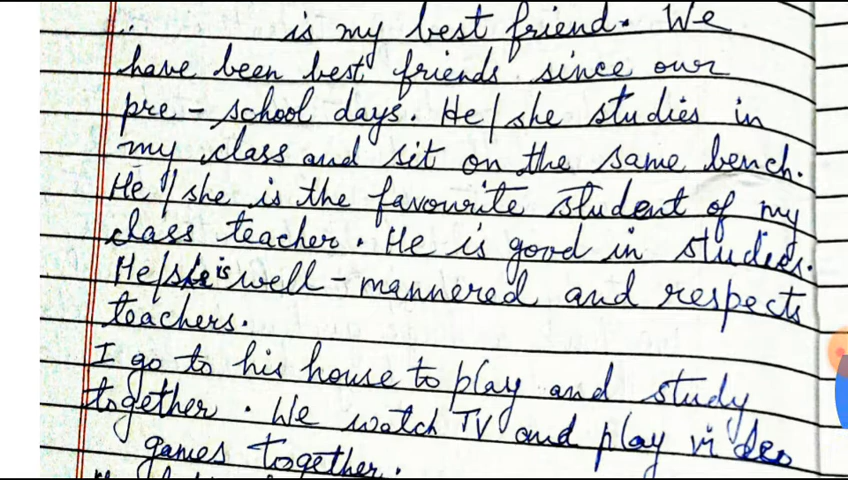 is my best friend. We
have been best friends since our
pre-school days. He/she studies in
my class and sit on the same bench.
He/she is the favourite student of my
class teacher. He is good in studies.
He/she is well-mannered and respects
teachers.
I go to his house to play and study
together. We watch TV and play video
games together.